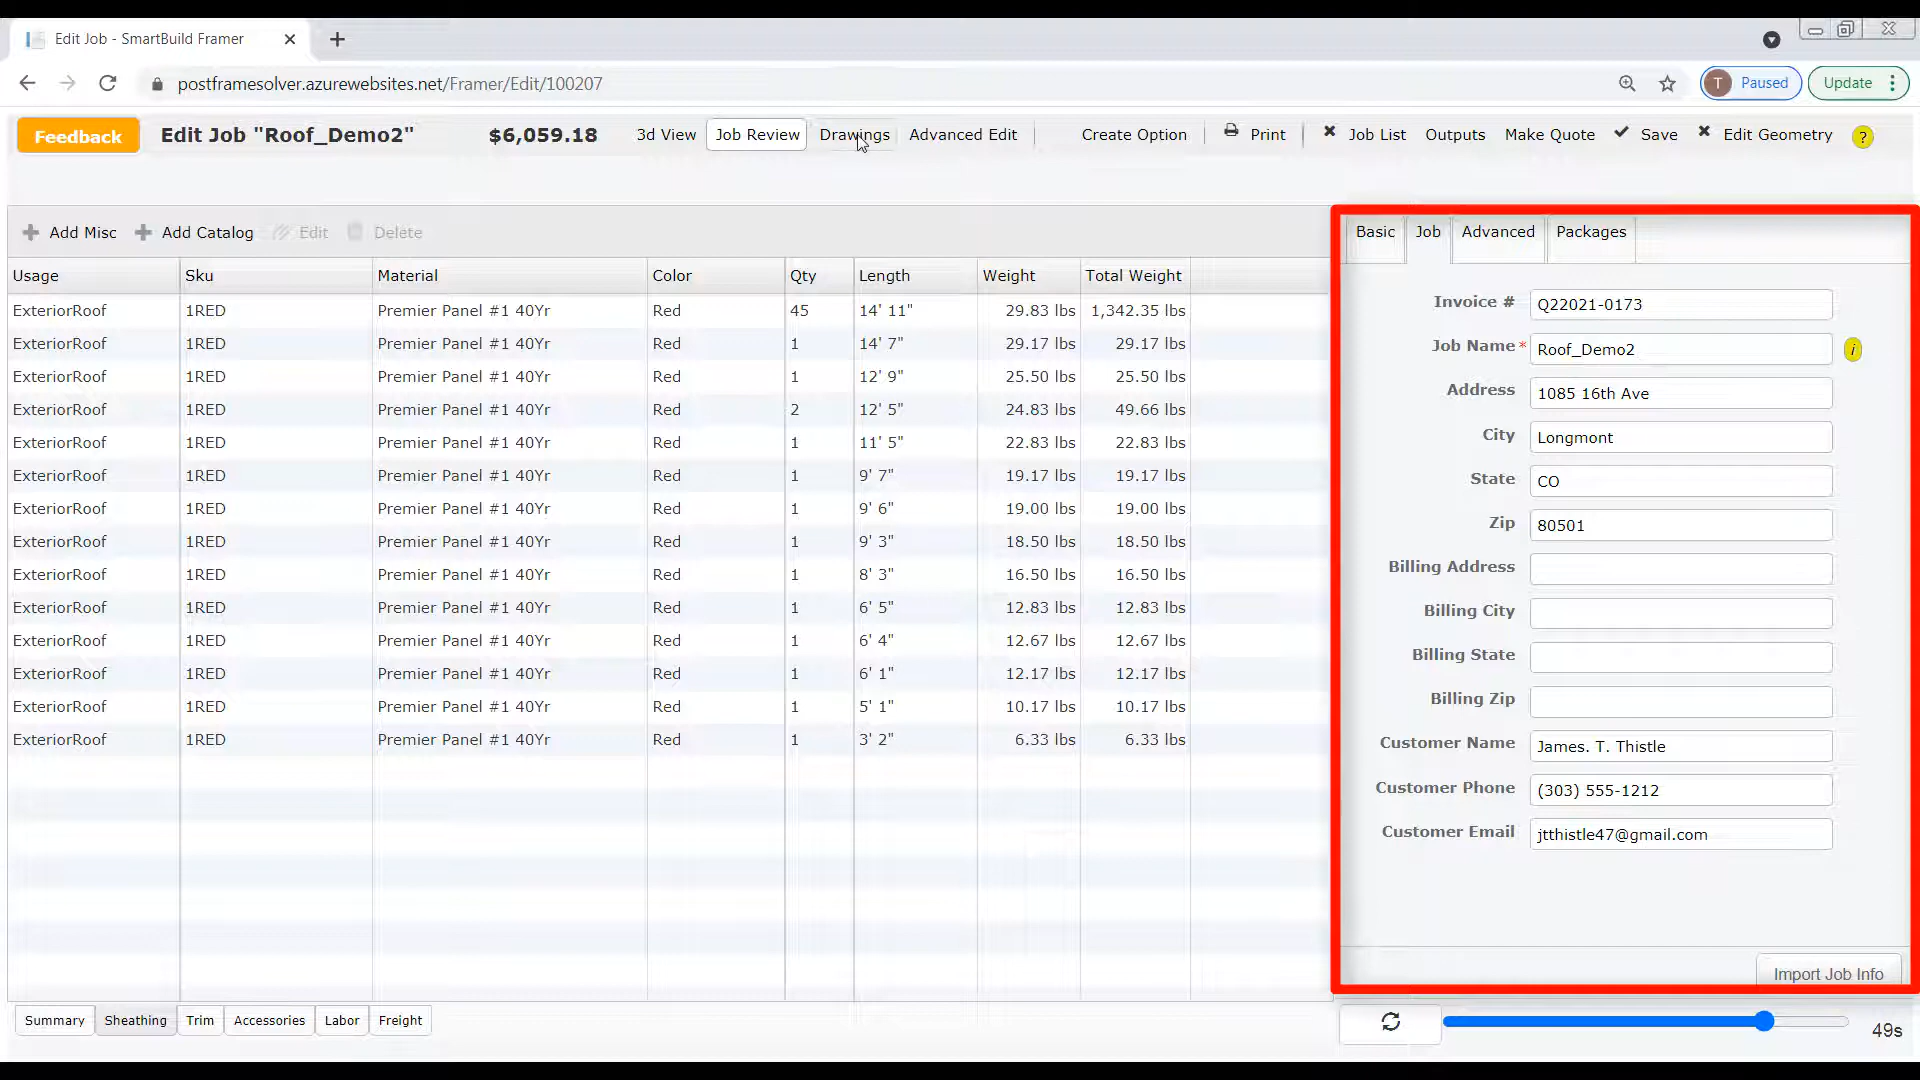 Edit Job - SmartBuild Framer
postframesolver.azurewebsites.net/Framer/Edit/100207
T Paused Update
Feedback Edit Job "Roof_Demo2" $6,059.18 3d View Job Review Drawings Advanced Edit Create Option Print Job List Outputs Make Quote Save Edit Geometry ?
Add Misc Add Catalog Edit Delete
Usage Sku Material Color Qty Length Weight Total Weight
ExteriorRoof 1RED Premier Panel #1 40Yr Red 45 14' 11" 29.83 lbs 1,342.35 lbs
ExteriorRoof 1RED Premier Panel #1 40Yr Red 1 14' 7" 29.17 lbs 29.17 lbs
ExteriorRoof 1RED Premier Panel #1 40Yr Red 1 12' 9" 25.50 lbs 25.50 lbs
ExteriorRoof 1RED Premier Panel #1 40Yr Red 2 12' 5" 24.83 lbs 49.66 lbs
ExteriorRoof 1RED Premier Panel #1 40Yr Red 1 11' 5" 22.83 lbs 22.83 lbs
ExteriorRoof 1RED Premier Panel #1 40Yr Red 1 9' 7" 19.17 lbs 19.17 lbs
ExteriorRoof 1RED Premier Panel #1 40Yr Red 1 9' 6" 19.00 lbs 19.00 lbs
ExteriorRoof 1RED Premier Panel #1 40Yr Red 1 9' 3" 18.50 lbs 18.50 lbs
ExteriorRoof 1RED Premier Panel #1 40Yr Red 1 8' 3" 16.50 lbs 16.50 lbs
ExteriorRoof 1RED Premier Panel #1 40Yr Red 1 6' 5" 12.83 lbs 12.83 lbs
ExteriorRoof 1RED Premier Panel #1 40Yr Red 1 6' 4" 12.67 lbs 12.67 lbs
ExteriorRoof 1RED Premier Panel #1 40Yr Red 1 6' 1" 12.17 lbs 12.17 lbs
ExteriorRoof 1RED Premier Panel #1 40Yr Red 1 5' 1" 10.17 lbs 10.17 lbs
ExteriorRoof 1RED Premier Panel #1 40Yr Red 1 3' 2" 6.33 lbs 6.33 lbs
Summary Sheathing Trim Accessories Labor Freight
Basic Job Advanced Packages
Invoice # Q22021-0173
Job Name* Roof_Demo2 i
Address 1085 16th Ave
City Longmont
State CO
Zip 80501
Billing Address
Billing City
Billing State
Billing Zip
Customer Name James. T. Thistle
Customer Phone (303) 555-1212
Customer Email jtthistle47@gmail.com
Import Job Info
49s